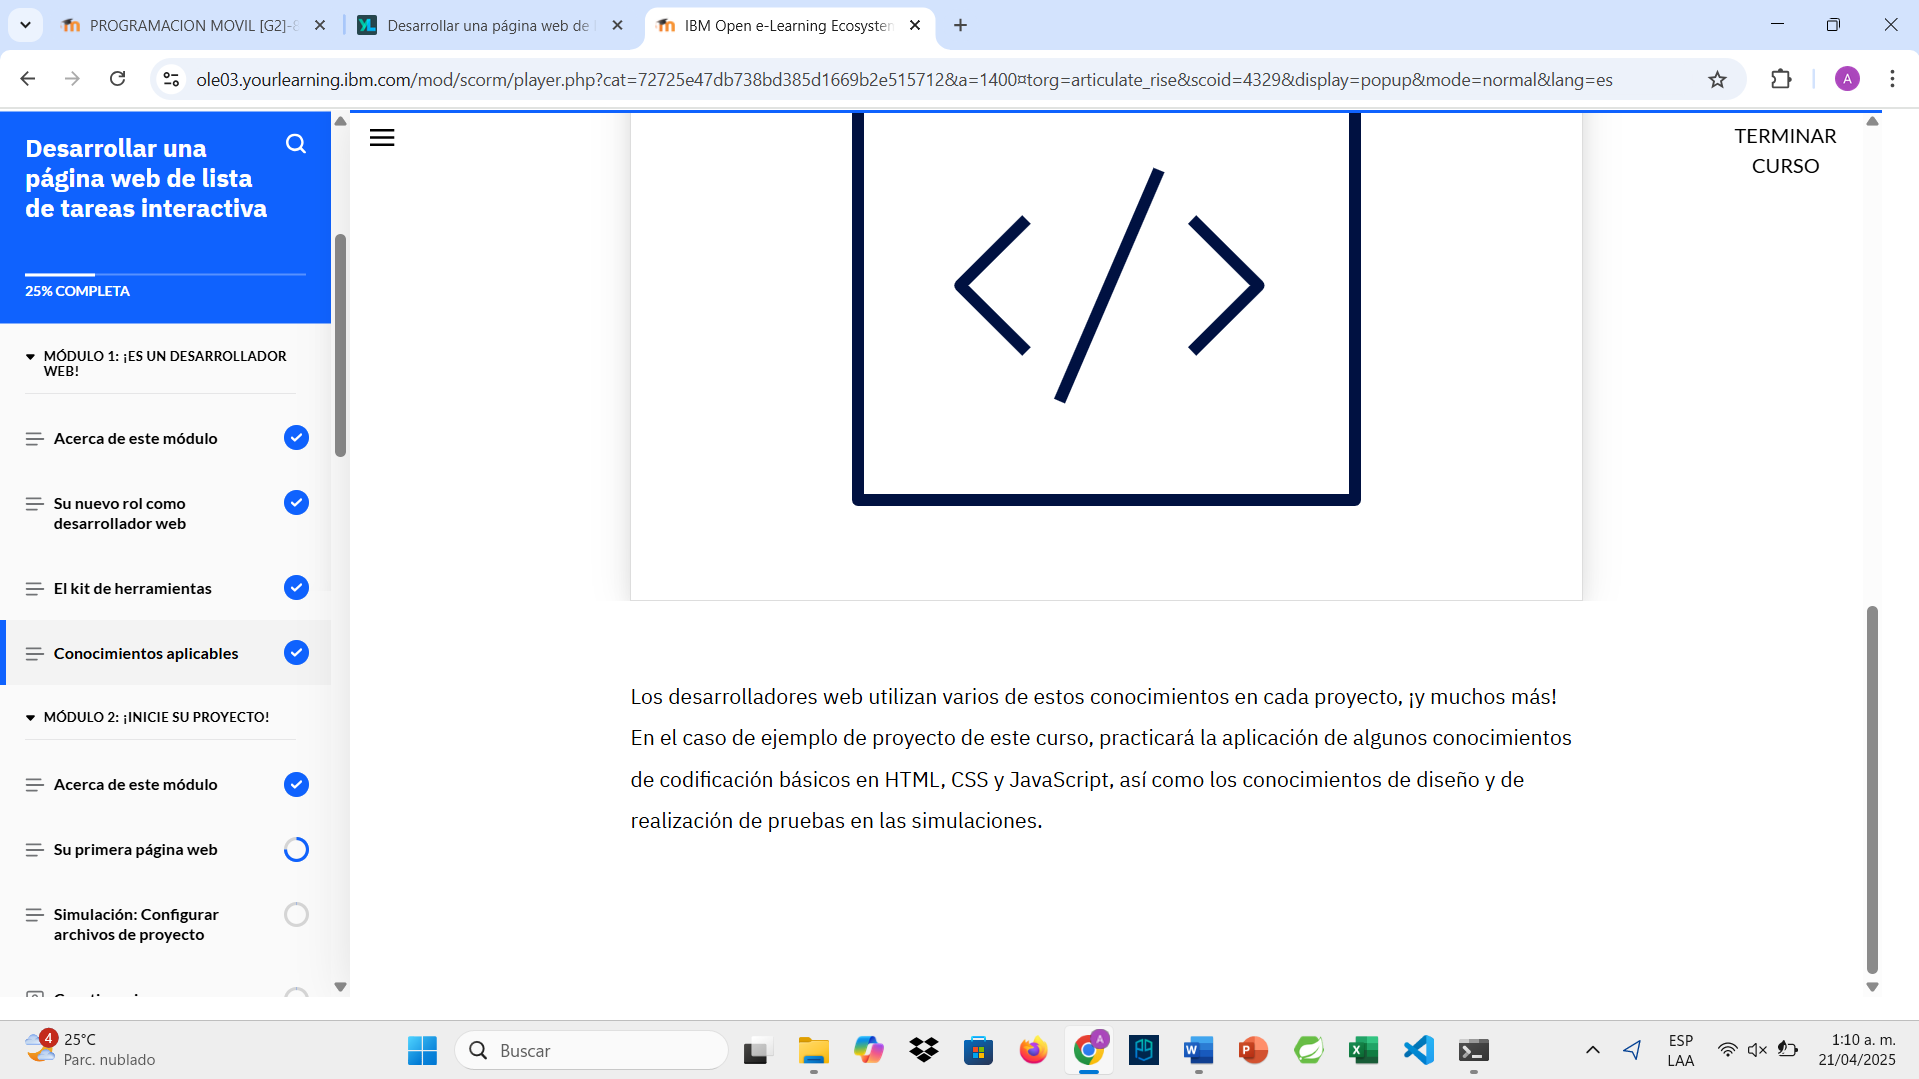 PROGRAMACION MOVIL [G2]-8
Desarrollar una página web de
IBM Open e-Learning Ecosystem
ole03.yourlearning.ibm.com/mod/scorm/player.php?cat=72725e47db738bd385d1669b2e515712&a=1400¤torg=articulate_rise&scoid=4329&display=popup&mode=normal&lang=es
A
Desarrollar una
página web de lista
de tareas interactiva
25% COMPLETA
MÓDULO 1: ¡ES UN DESARROLLADOR
WEB!
Acerca de este módulo
Su nuevo rol como
desarrollador web
El kit de herramientas
Conocimientos aplicables
MÓDULO 2: ¡INICIE SU PROYECTO!
Acerca de este módulo
Su primera página web
Simulación: Configurar
archivos de proyecto
TERMINAR
CURSO
Los desarrolladores web utilizan varios de estos conocimientos en cada proyecto, ¡y muchos más!
En el caso de ejemplo de proyecto de este curso, practicará la aplicación de algunos conocimientos
de codificación básicos en HTML, CSS y JavaScript, así como los conocimientos de diseño y de
realización de pruebas en las simulaciones.
4
25°C
Parc. nublado
Buscar
A
ESP
LAA
1:10 a. m.
21/04/2025